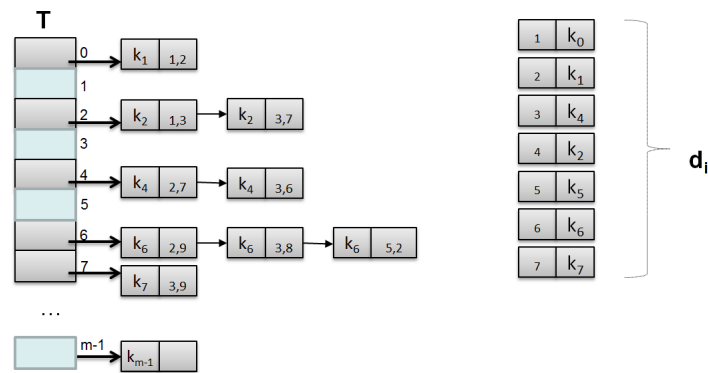 T
0 k1 1,2
1
2 k2 1,3 k2 3,7
3
4 k4 2,7 k4 3,6
5
6 k6 2,9 k6 3,8 k6 5,2
7 k7 3,9
...
m-1 km-1
1 k0
2 k1
3 k4
4 k2
5 k5
6 k6
7 k7
di